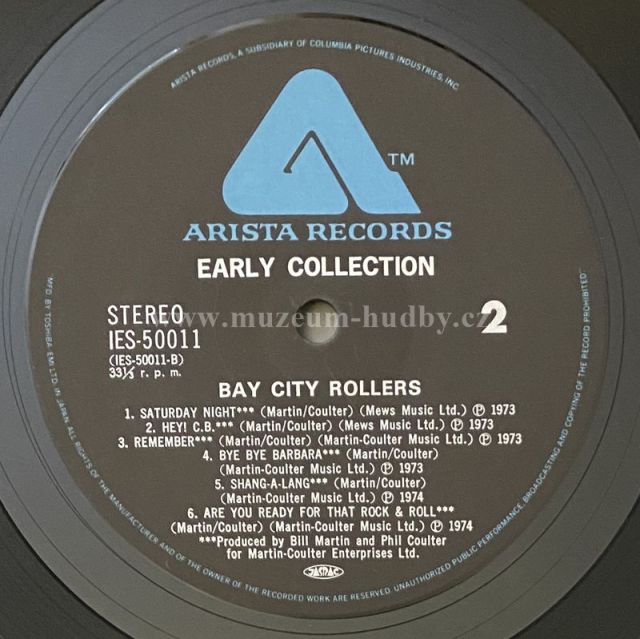 ARISTA RECORDS, A SUBSIDIARY OF COLUMBIA PICTURES INDUSTRIES, INC.
TM
ARISTA RECORDS
EARLY COLLECTION
STEREO
IES-50011
(IES-50011-B)
33⅓ r. p. m.
2
www.muzeum-hudby.cz
BAY CITY ROLLERS
1. SATURDAY NIGHT*** (Martin/Coulter) (Mews Music Ltd.) ℗ 1973
2. HEY! C.B.*** (Martin/Coulter) (Mews Music Ltd.) ℗ 1973
3. REMEMBER*** (Martin/Coulter) (Martin-Coulter Music Ltd.) ℗ 1973
4. BYE BYE BARBARA*** (Martin/Coulter)
(Martin-Coulter Music Ltd.) ℗ 1973
5. SHANG-A-LANG*** (Martin/Coulter)
(Martin-Coulter Music Ltd.) ℗ 1974
6. ARE YOU READY FOR THAT ROCK & ROLL***
(Martin/Coulter) (Martin-Coulter Music Ltd.) ℗ 1974
***Produced by Bill Martin and Phil Coulter
for Martin-Coulter Enterprises Ltd.
JASRAC
MF'D BY TOSHIBA EMI LTD. IN JAPAN. ALL RIGHTS OF THE MANUFACTURER AND OF THE OWNER OF THE RECORDED WORK ARE RESERVED. UNAUTHORIZED PUBLIC PERFORMANCE, BROADCASTING AND COPYING OF THE RECORD PROHIBITED